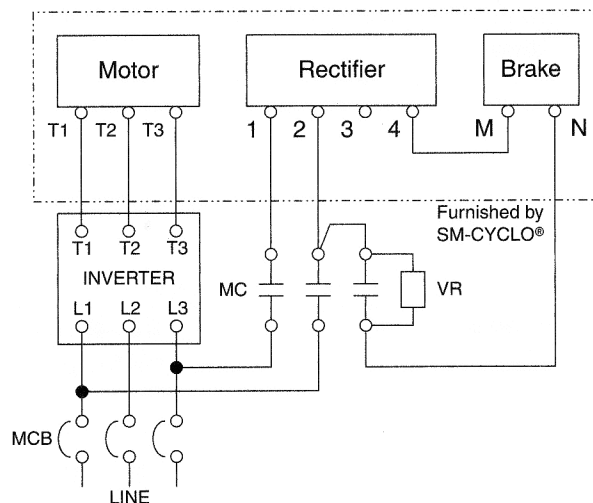 Motor
Rectifier
Brake
T1 T2 T3
1 2 3 4
M N
Furnished by
SM-CYCLO®
T1 T2 T3
INVERTER
L1 L2 L3
MC
VR
MCB
LINE